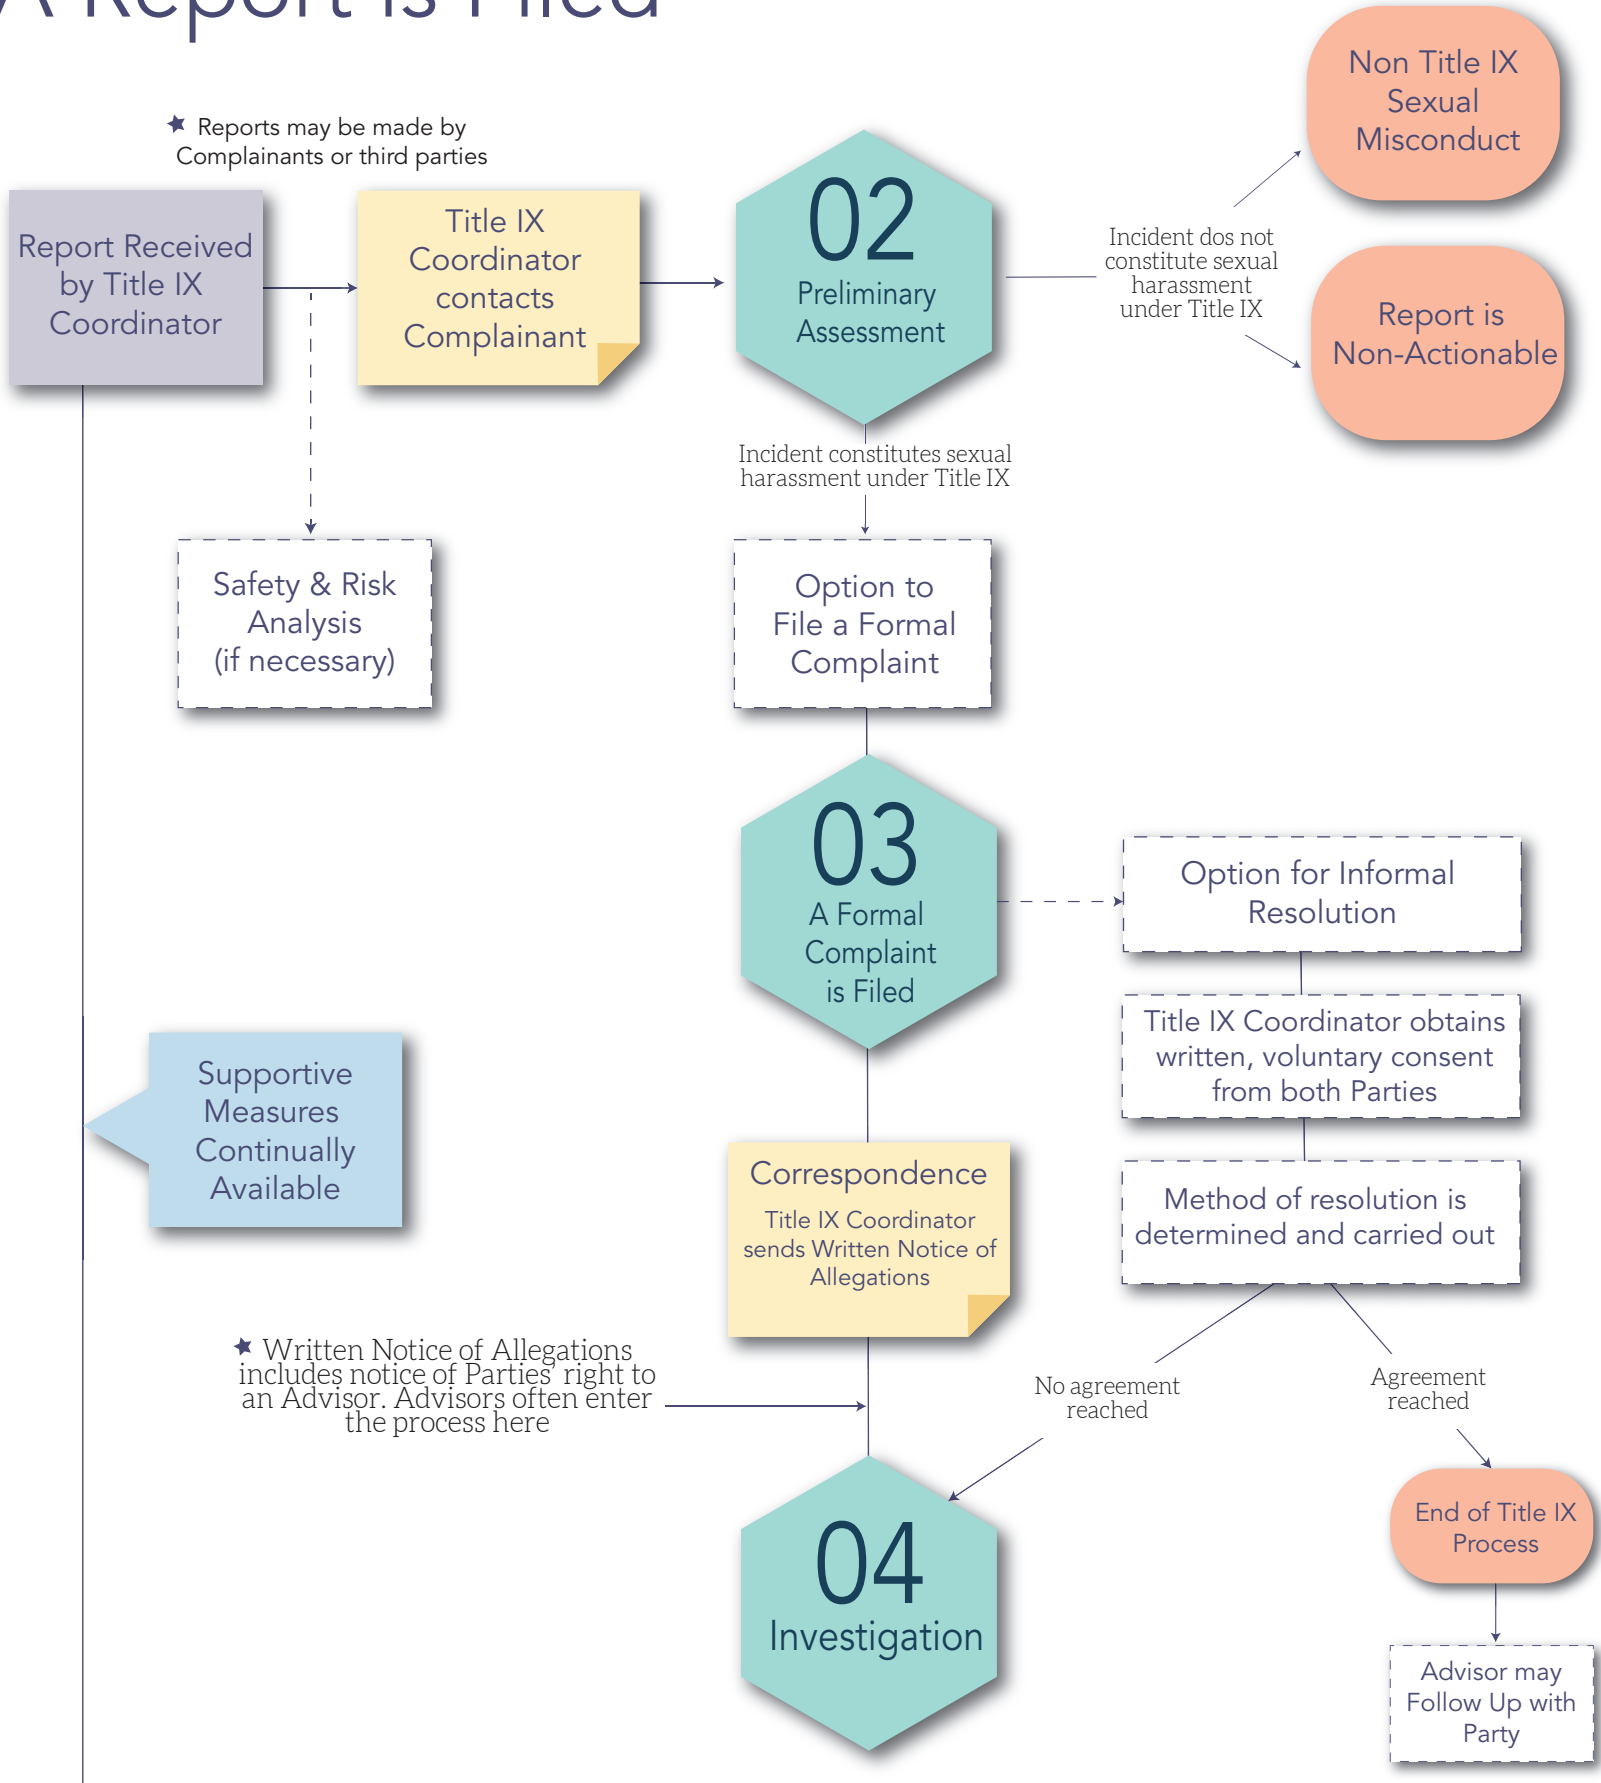 A Report is Filed
Reports may be made by
Complainants or third parties
Report Received
by Title IX
Coordinator
Title IX
Coordinator
contacts
Complainant
02
Preliminary
Assessment
Incident dos not
constitute sexual
harassment
under Title IX
Non Title IX
Sexual
Misconduct
Report is
Non-Actionable
Incident constitutes sexual
harassment under Title IX
Safety & Risk
Analysis
(if necessary)
Option to
File a Formal
Complaint
03
A Formal
Complaint
is Filed
Option for Informal
Resolution
Title IX Coordinator obtains
written, voluntary consent
from both Parties
Supportive
Measures
Continually
Available
Correspondence
Title IX Coordinator
sends Written Notice of
Allegations
Method of resolution is
determined and carried out
Written Notice of Allegations
includes notice of Parties' right to
an Advisor. Advisors often enter
the process here
No agreement
reached
Agreement
reached
04
Investigation
End of Title IX
Process
Advisor may
Follow Up with
Party